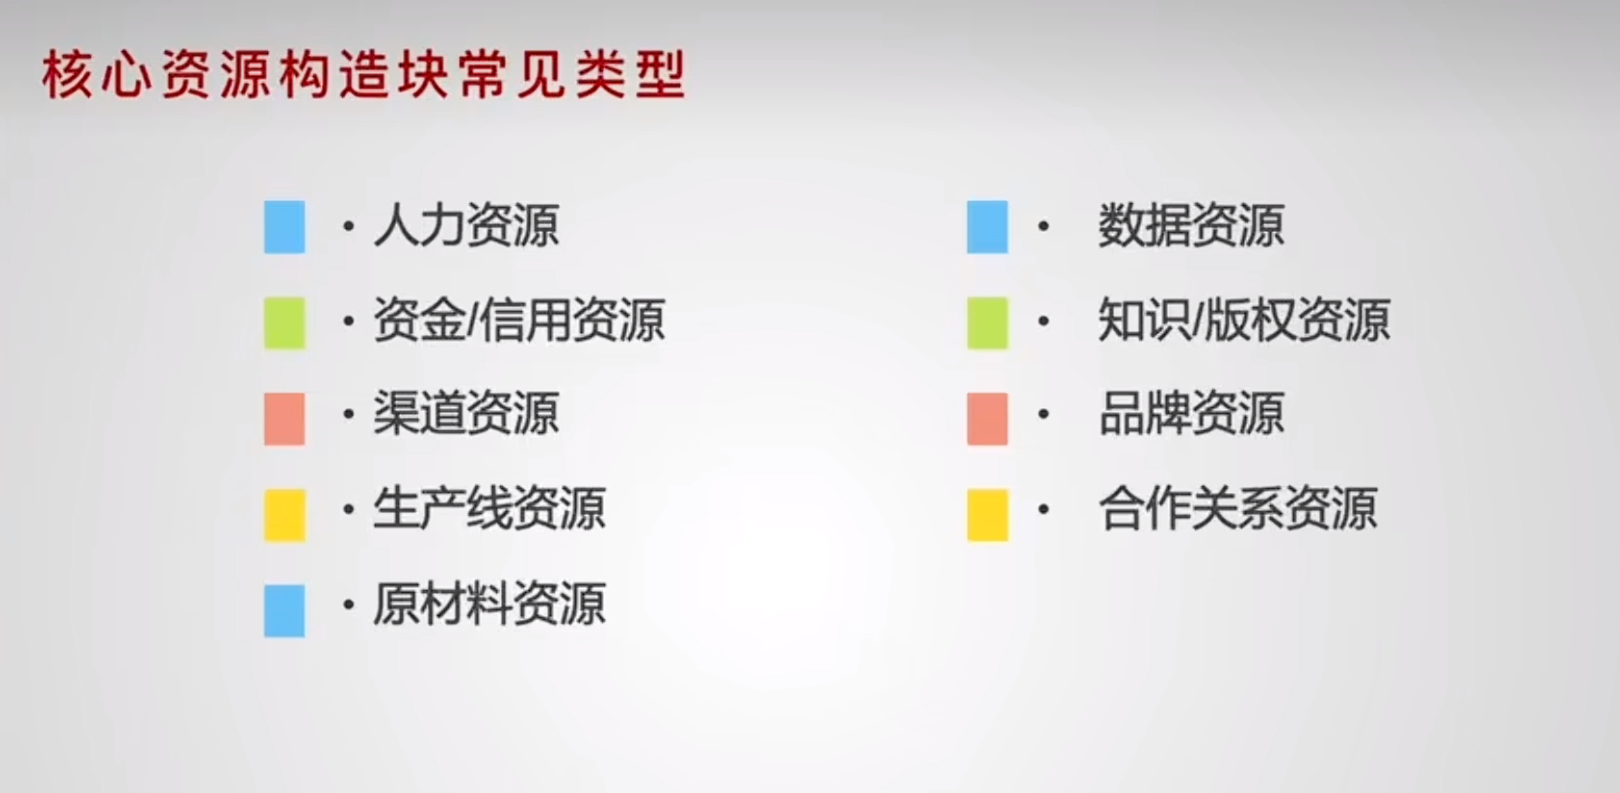 核心资源构造块常见类型
• 人力资源
• 资金/信用资源
• 渠道资源
• 生产线资源
• 原材料资源
• 数据资源
• 知识/版权资源
• 品牌资源
• 合作关系资源